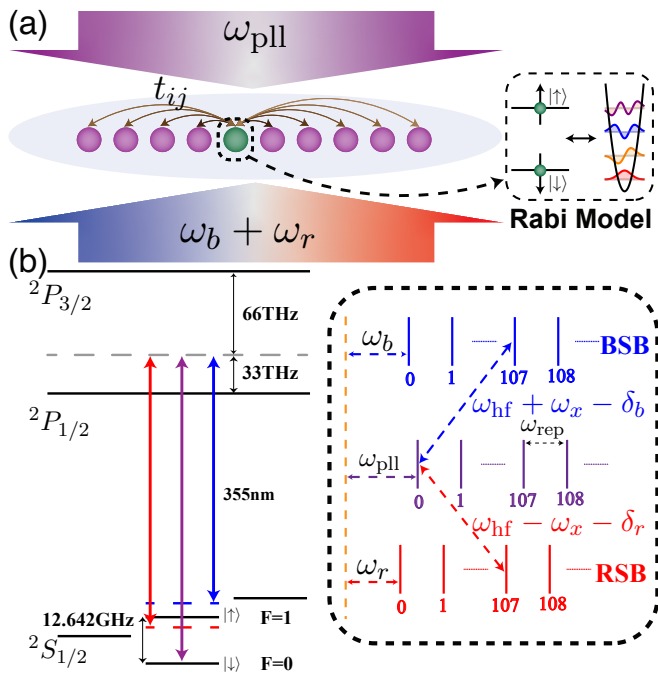 (a)
ω_pll
t_ij
|↑⟩
|↓⟩
Rabi Model
ω_b + ω_r
(b)
²P_3/2
66THz
33THz
²P_1/2
355nm
12.642GHz
|↑⟩ F=1
²S_1/2
|↓⟩ F=0
ω_b
BSB
0 1 107 108
ω_hf + ω_x − δ_b
ω_rep
ω_pll
0 1 107 108
ω_hf − ω_x − δ_r
ω_r
RSB
0 1 107 108